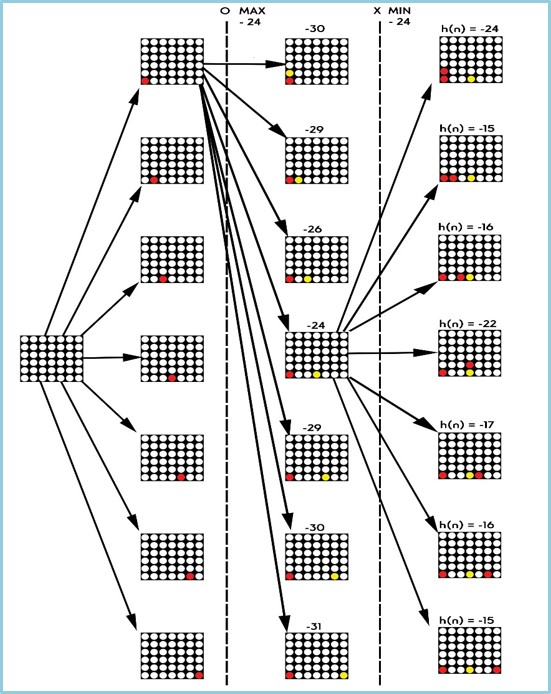 O MAX X MIN
- 24 - 24
-30
-29
-26
-24
-29
-30
-31
h(n) = -24
h(n) = -15
h(n) = -16
h(n) = -22
h(n) = -17
h(n) = -16
h(n) = -15